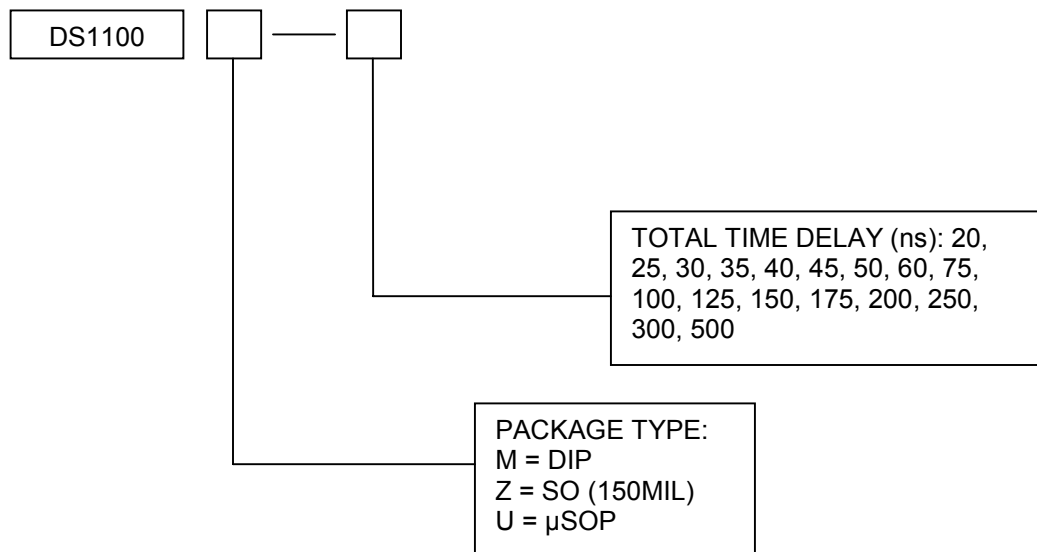 DS1100
TOTAL TIME DELAY (ns): 20,
25, 30, 35, 40, 45, 50, 60, 75,
100, 125, 150, 175, 200, 250,
300, 500
PACKAGE TYPE:
M = DIP
Z = SO (150MIL)
U = µSOP